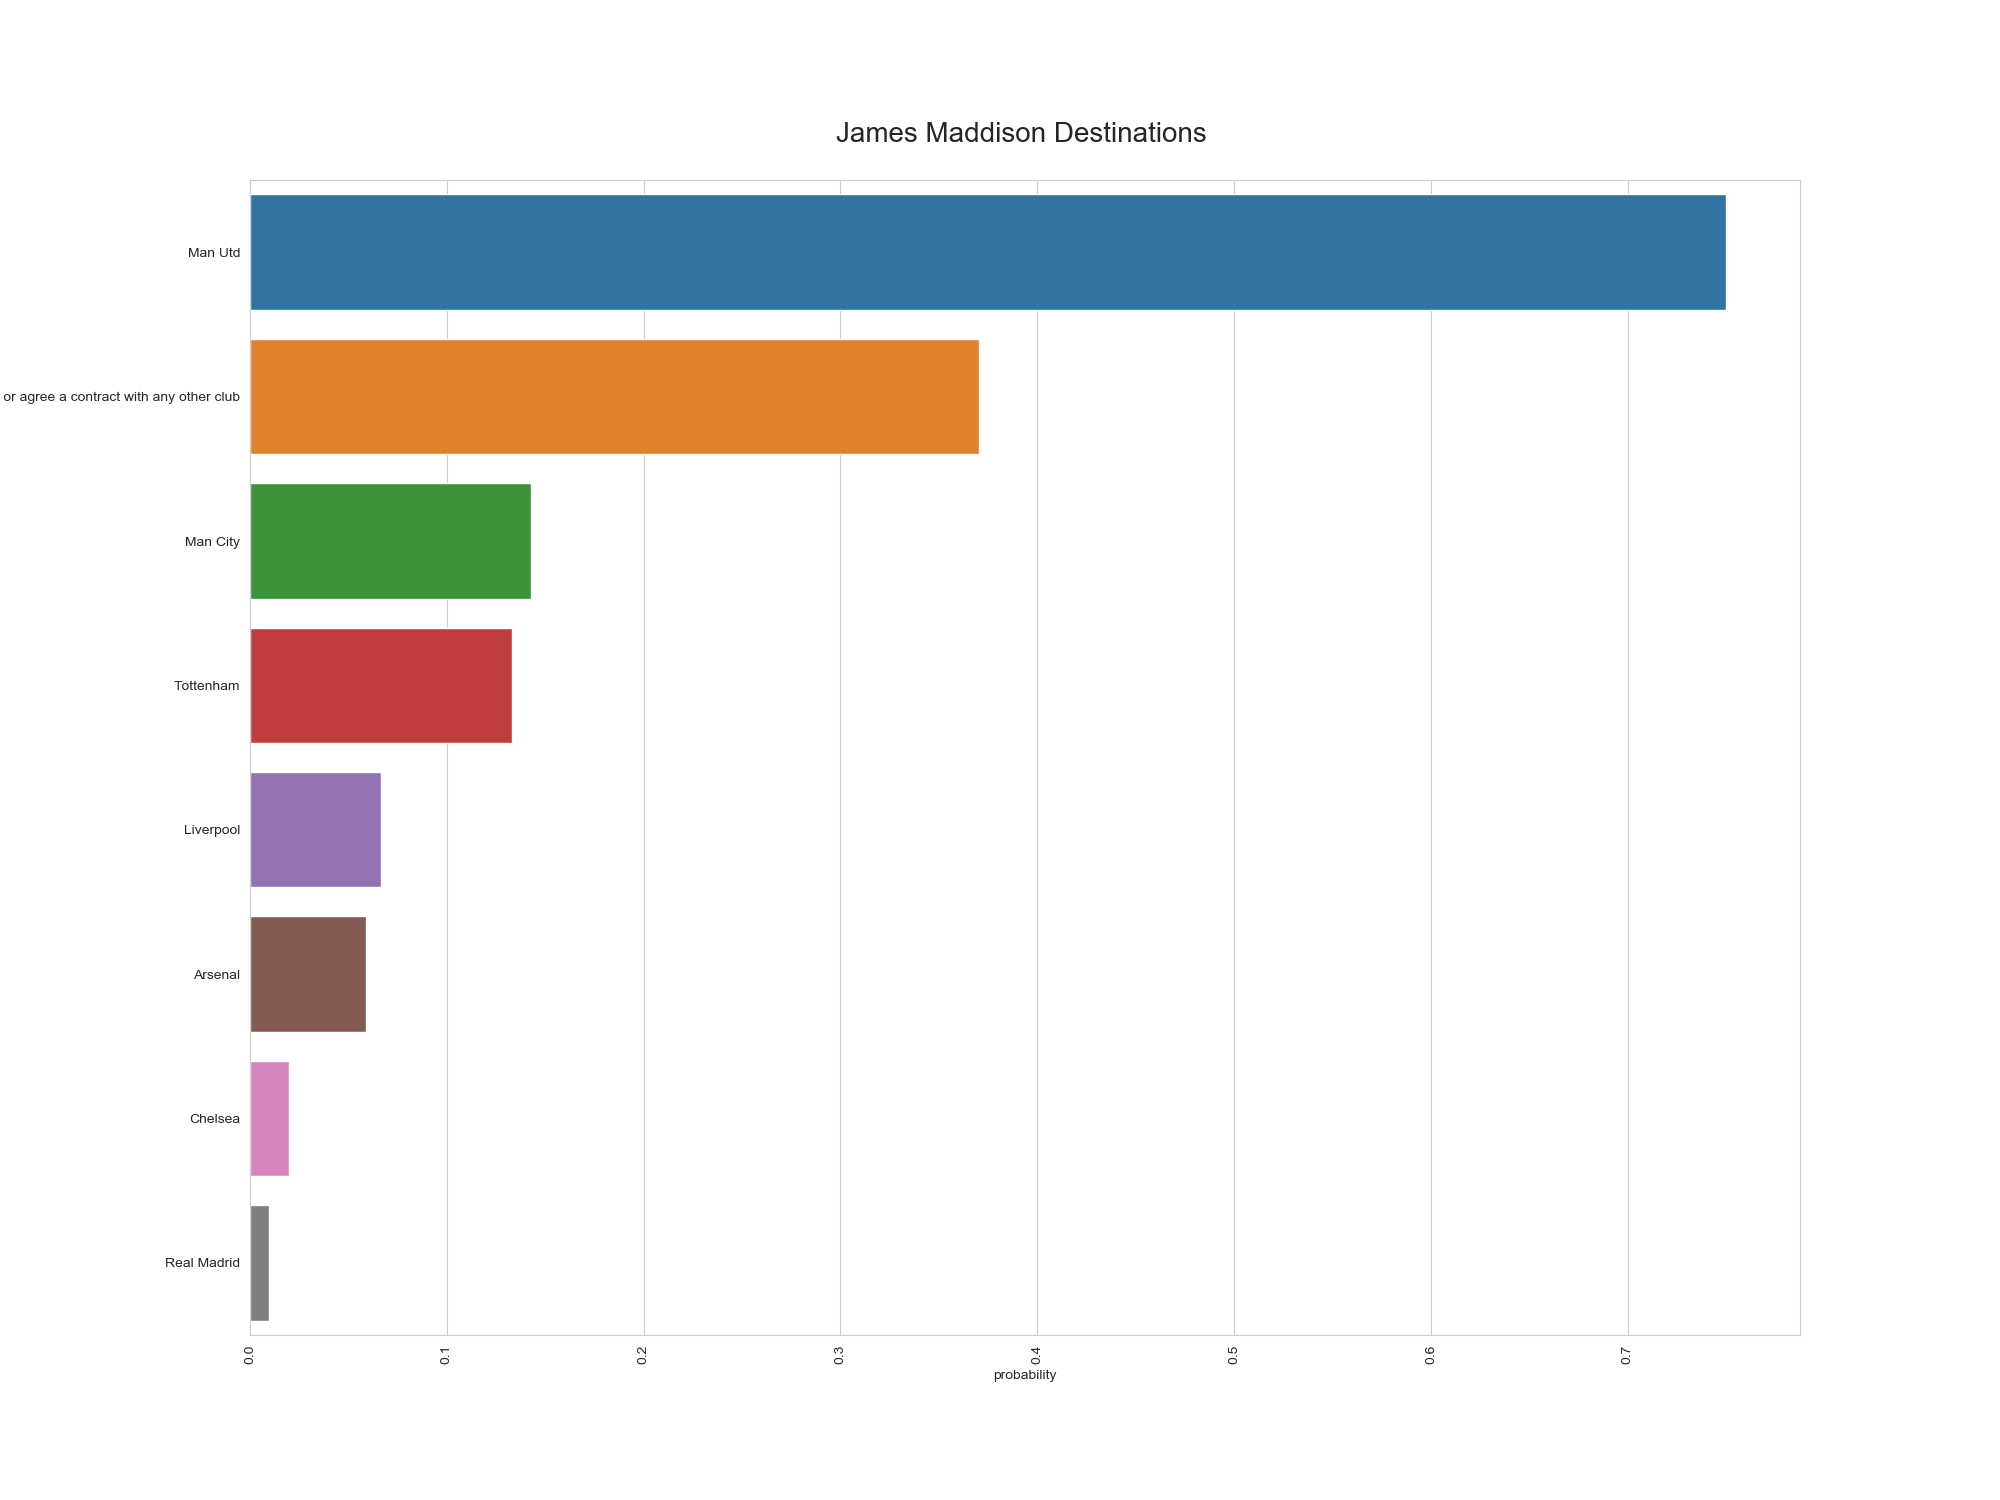 James Maddison Destinations
Man Utd
or agree a contract with any other club
Man City
Tottenham
Liverpool
Arsenal
Chelsea
Real Madrid
0.0 0.1 0.2 0.3 0.4 0.5 0.6 0.7
probability